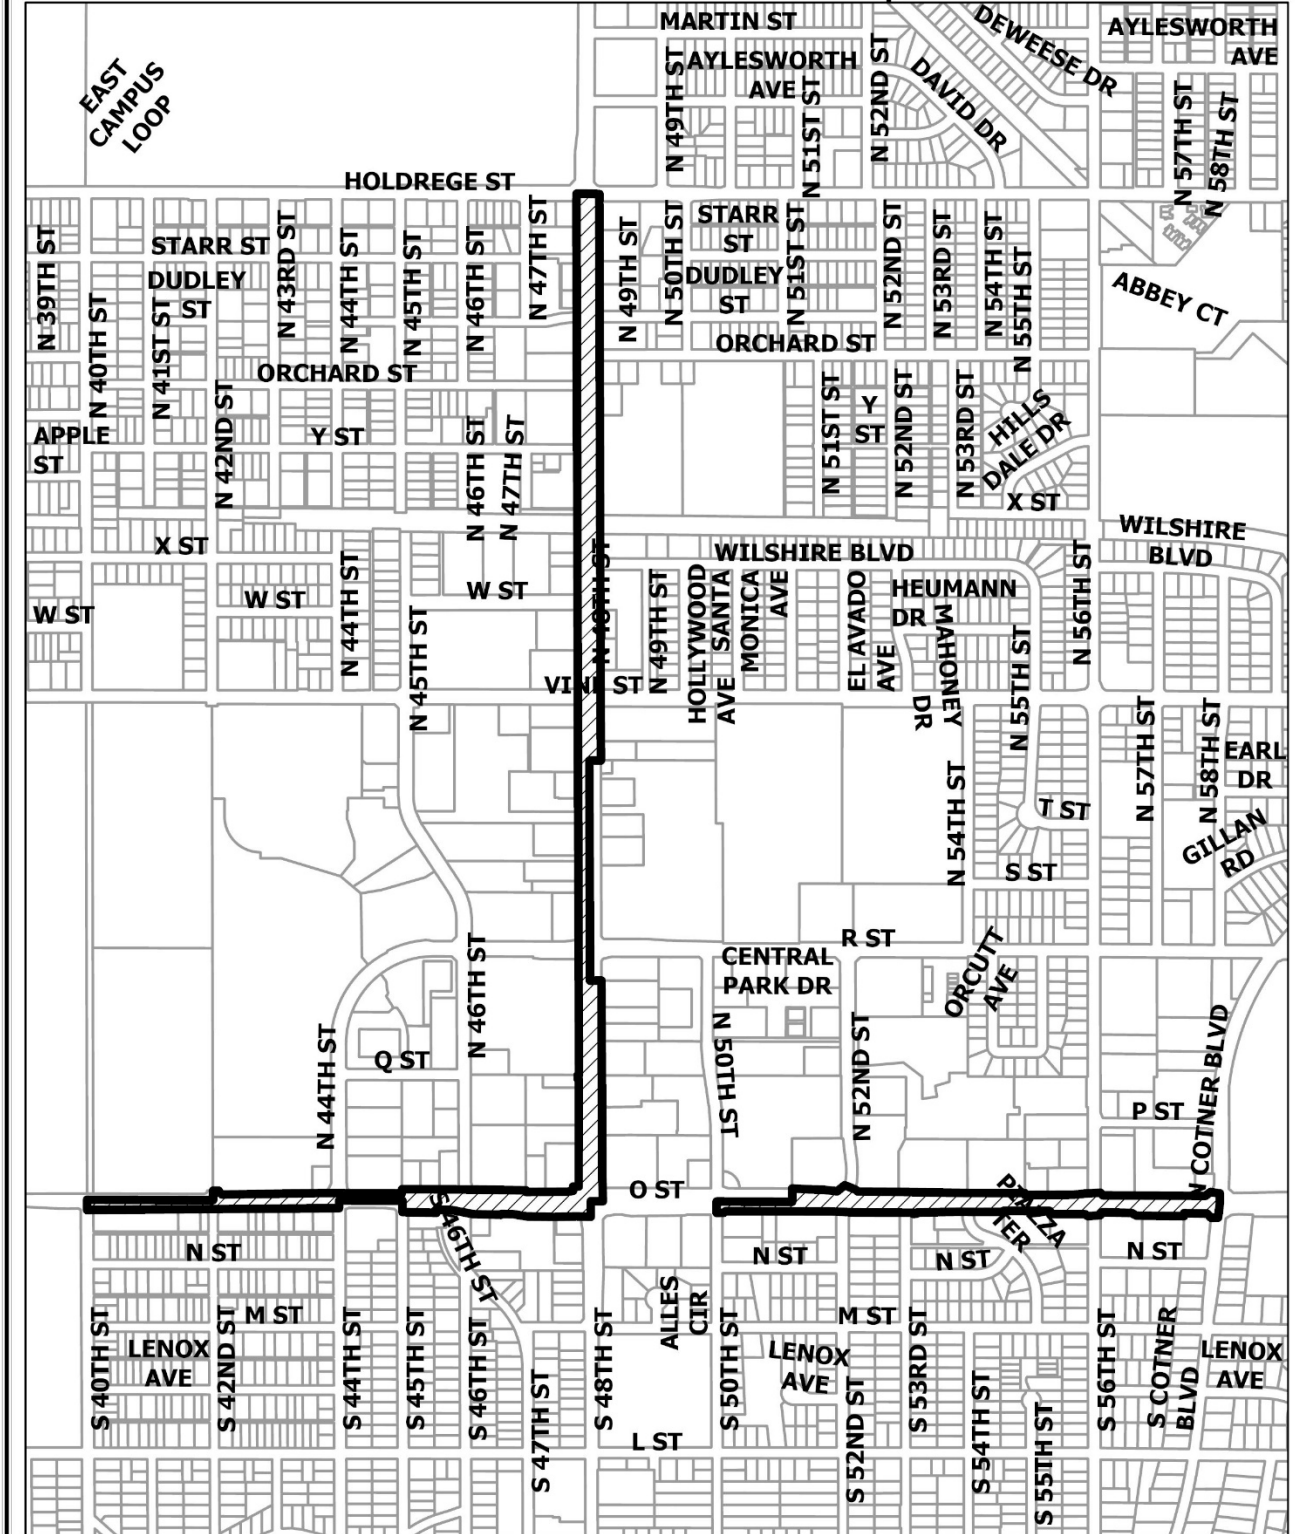 MARTIN ST
DEWEESE DR
AYLESWORTH
AVE
EAST
CAMPUS
LOOP
N 49TH ST
AYLESWORTH
AVE
N 51ST ST
N 52ND ST
DAVID DR
N 57TH ST
N 58TH ST
HOLDREGE ST
N 39TH ST
STARR ST
DUDLEY
ST
N 40TH ST
N 41ST ST
N 43RD ST
N 44TH ST
N 45TH ST
N 46TH ST
N 47TH ST
N 49TH ST
N 50TH ST
STARR
ST
DUDLEY
ST
N 51ST ST
N 52ND ST
N 53RD ST
N 54TH ST
N 55TH ST
ABBEY CT
ORCHARD ST
ORCHARD ST
APPLE
ST
N 42ND ST
Y ST
N 46TH ST
N 47TH ST
N 51ST ST
Y
ST
N 52ND ST
N 53RD ST
HILLS
DALE DR
X ST
X ST
WILSHIRE BLVD
WILSHIRE
BLVD
W ST
W ST
N 44TH ST
N 45TH ST
W ST
N 48TH ST
N 49TH ST
HOLLYWOOD
AVE
SANTA
MONICA
AVE
EL AVADO
AVE
HEUMANN
DR
MAHONEY
DR
N 55TH ST
N 56TH ST
VINE ST
N 54TH ST
N 57TH ST
N 58TH ST
EARL
DR
T ST
GILLAN
RD
S ST
R ST
CENTRAL
PARK DR
ORCUTT
AVE
N 46TH ST
N 44TH ST
Q ST
N 50TH ST
N 52ND ST
P ST
N COTNER BLVD
O ST
PIAZZA
TER
S 46TH ST
N ST
N ST
N ST
N ST
M ST
ALLES
CIR
M ST
S 40TH ST
LENOX
AVE
S 42ND ST
S 44TH ST
S 45TH ST
S 46TH ST
S 47TH ST
S 48TH ST
L ST
S 50TH ST
LENOX
AVE
S 52ND ST
S 53RD ST
S 54TH ST
S 55TH ST
S 56TH ST
S COTNER
BLVD
LENOX
AVE